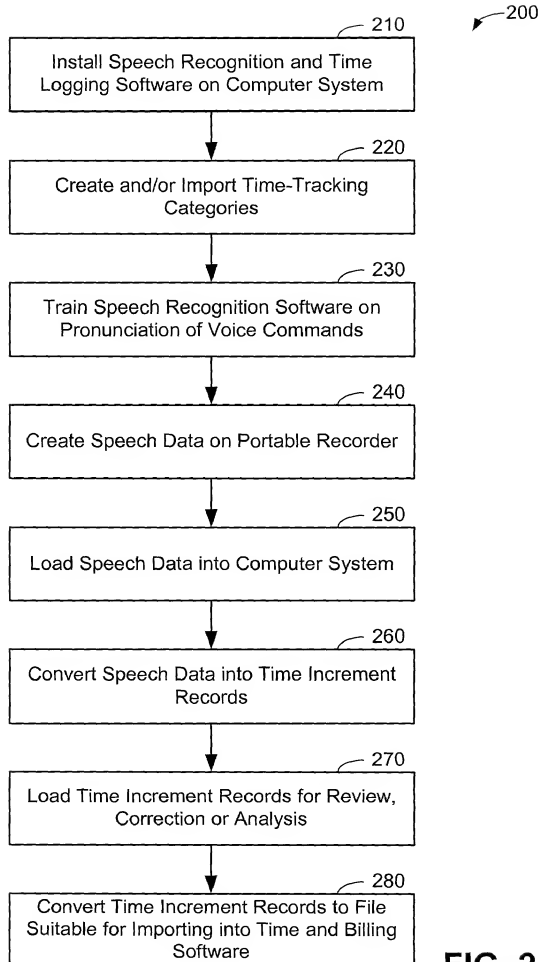 200
210
Install Speech Recognition and Time
Logging Software on Computer System
220
Create and/or Import Time-Tracking
Categories
230
Train Speech Recognition Software on
Pronunciation of Voice Commands
240
Create Speech Data on Portable Recorder
250
Load Speech Data into Computer System
260
Convert Speech Data into Time Increment
Records
270
Load Time Increment Records for Review,
Correction or Analysis
280
Convert Time Increment Records to File
Suitable for Importing into Time and Billing
Software
FIG. 2